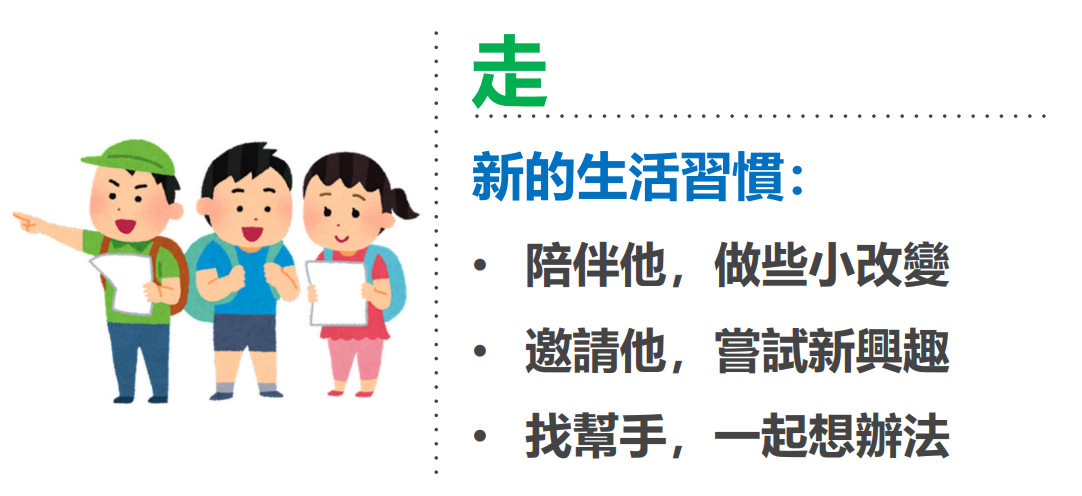 走
新的生活習慣：
• 陪伴他，做些小改變
• 邀請他，嘗試新興趣
• 找幫手，一起想辦法